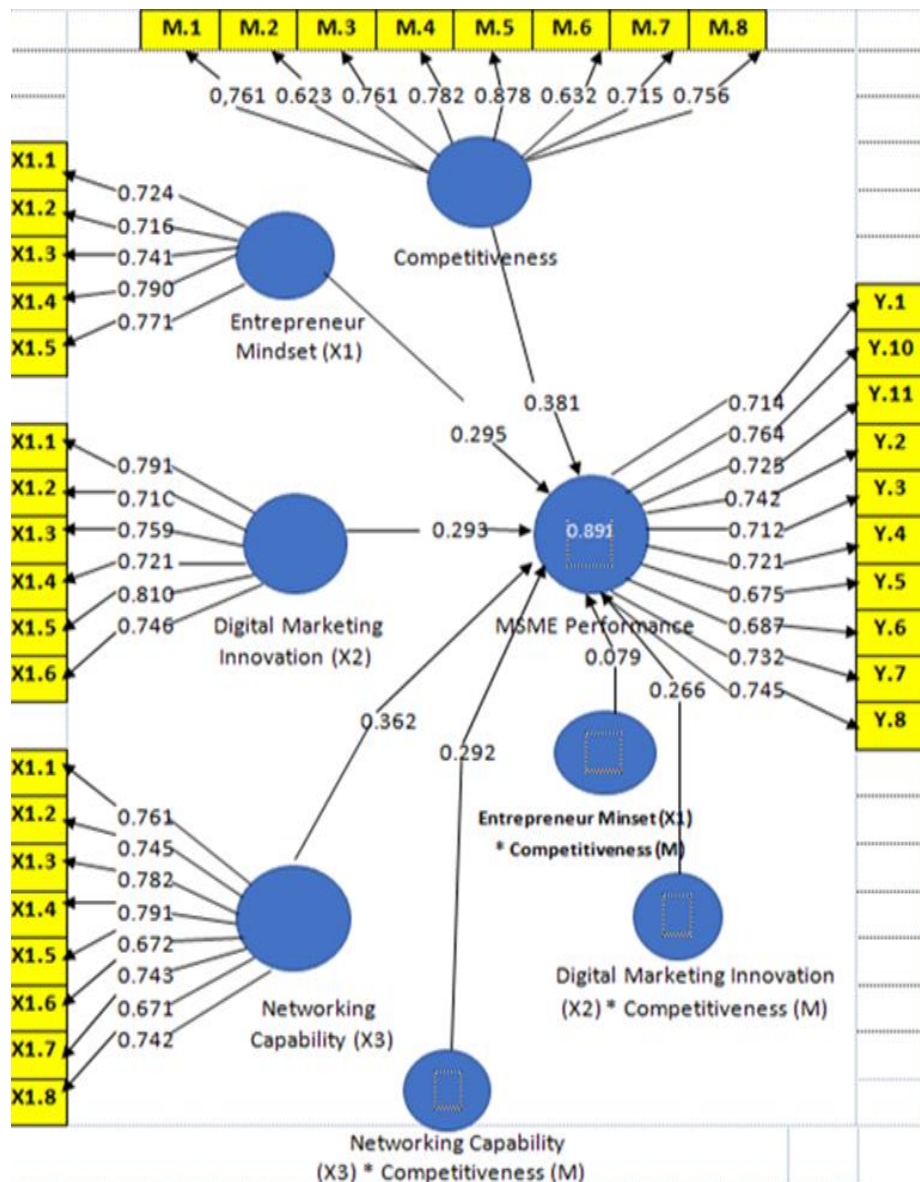 M.1 M.2 M.3 M.4 M.5 M.6 M.7 M.8
0,761 0.623 0.761 0.782 0.878 0.632 0.715 0.756
X1.1
X1.2
X1.3
X1.4
X1.5
0.724
0.716
0.741
0.790
0.771
Entrepreneur
Mindset (X1)
Competitiveness
0.381
0.295
X1.1
X1.2
X1.3
X1.4
X1.5
X1.6
0.791
0.710
0.759
0.721
0.810
0.746
Digital Marketing
Innovation (X2)
0.293
0.891
MSME Performance
0.714
0.764
0.725
0.742
0.712
0.721
0.675
0.687
0.732
0.745
Y.1
Y.10
Y.11
Y.2
Y.3
Y.4
Y.5
Y.6
Y.7
Y.8
0.079
0.266
0.362
0.292
Entrepreneur Minset (X1)
* Competitiveness (M)
X1.1
X1.2
X1.3
X1.4
X1.5
X1.6
X1.7
X1.8
0.761
0.745
0.782
0.791
0.672
0.743
0.671
0.742
Networking
Capability (X3)
Digital Marketing Innovation
(X2) * Competitiveness (M)
Networking Capability
(X3) * Competitiveness (M)